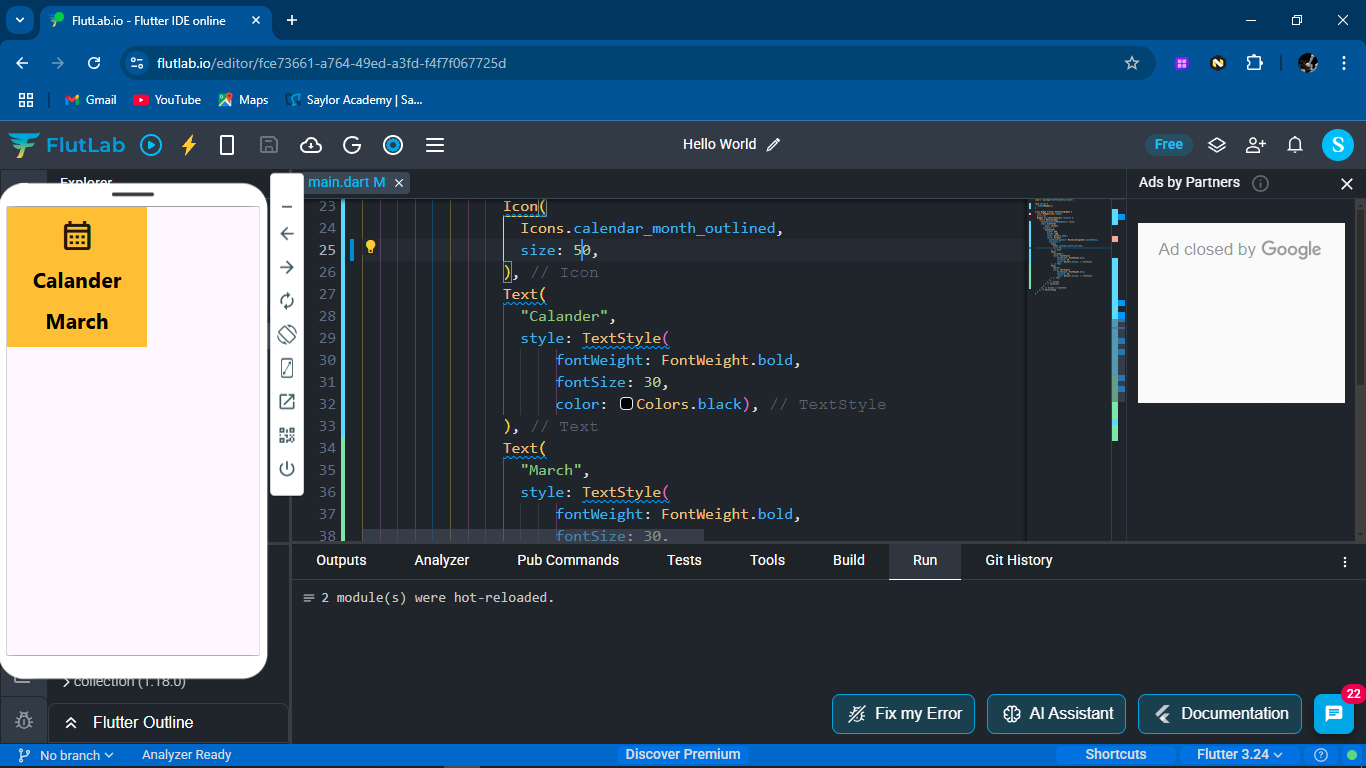 FlutLab.io - Flutter IDE online
flutlab.io/editor/fce73661-a764-49ed-a3fd-f4f7f067725d
Gmail
YouTube
Maps
Saylor Academy | Sa...
FlutLab
Hello World
Free
S
Explorer
main.dart M
Ads by Partners
Ad closed by Google
Calander
March
23 Icon(
24 Icons.calendar_month_outlined,
25 size: 50,
26 ), // Icon
27 Text(
28 "Calander",
29 style: TextStyle(
30 fontWeight: FontWeight.bold,
31 fontSize: 30,
32 color: Colors.black), // TextStyle
33 ), // Text
34 Text(
35 "March",
36 style: TextStyle(
37 fontWeight: FontWeight.bold,
38 fontSize: 30,
Outputs
Analyzer
Pub Commands
Tests
Tools
Build
Run
Git History
2 module(s) were hot-reloaded.
collection (1.18.0)
Flutter Outline
Fix my Error
AI Assistant
Documentation
22
No branch
Analyzer Ready
Discover Premium
Shortcuts
Flutter 3.24